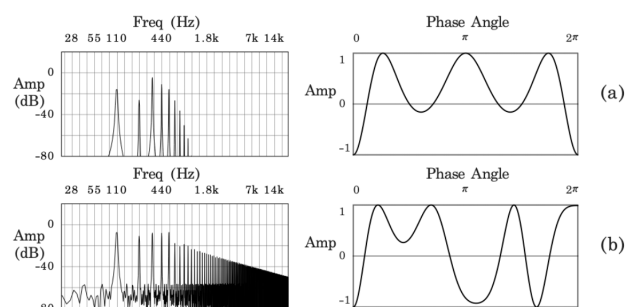 Freq (Hz)
28 55 110 440 1.8k 7k 14k
Amp
(dB)
0
-40
-80
Phase Angle
0 π 2π
Amp
1
0
-1
(a)
Freq (Hz)
28 55 110 440 1.8k 7k 14k
Amp
(dB)
0
-40
-80
Phase Angle
0 π 2π
Amp
1
0
-1
(b)